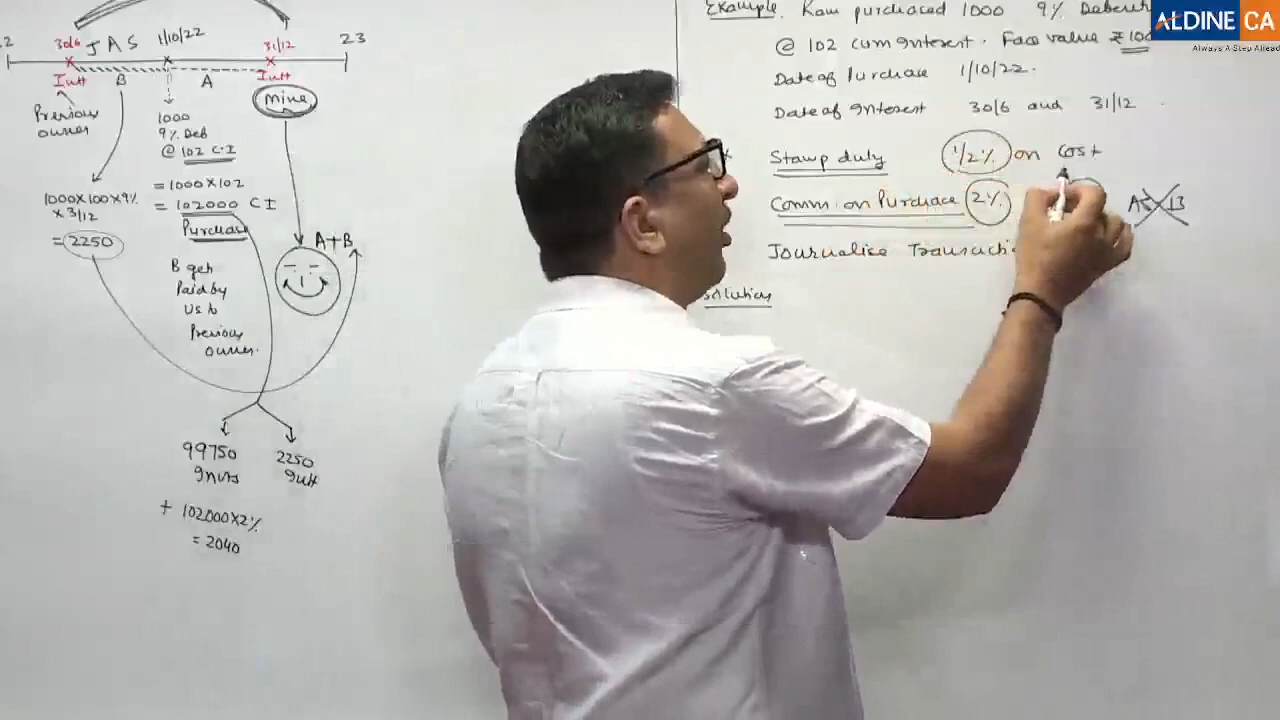 2 30/6 J A S 1/10/22 31/12 23
Intt B A Intt
Previous
owner
mine
1000
9% Deb
@ 102 C.I
1000x100x9%
x 3/12
= 2250
= 1000 x 102
= 102000 C I
Purchase
A+B
B geh
Paid by
Us to
Previous
owner.
99750
Invts
2250
Intt
+ 102000x2%
= 2040
Example. Ram purchased 1000 9% Debent
@ 102 cum Interest. Face value ₹ 100
Date of Purchase 1/10/22.
Date of Interest 30/6 and 31/12.
Stamp duty 1/2% on cost
Comm. on Purchase 2%
Journalise Transactio
Solution
ALDINE CA
Always A Step Ahead